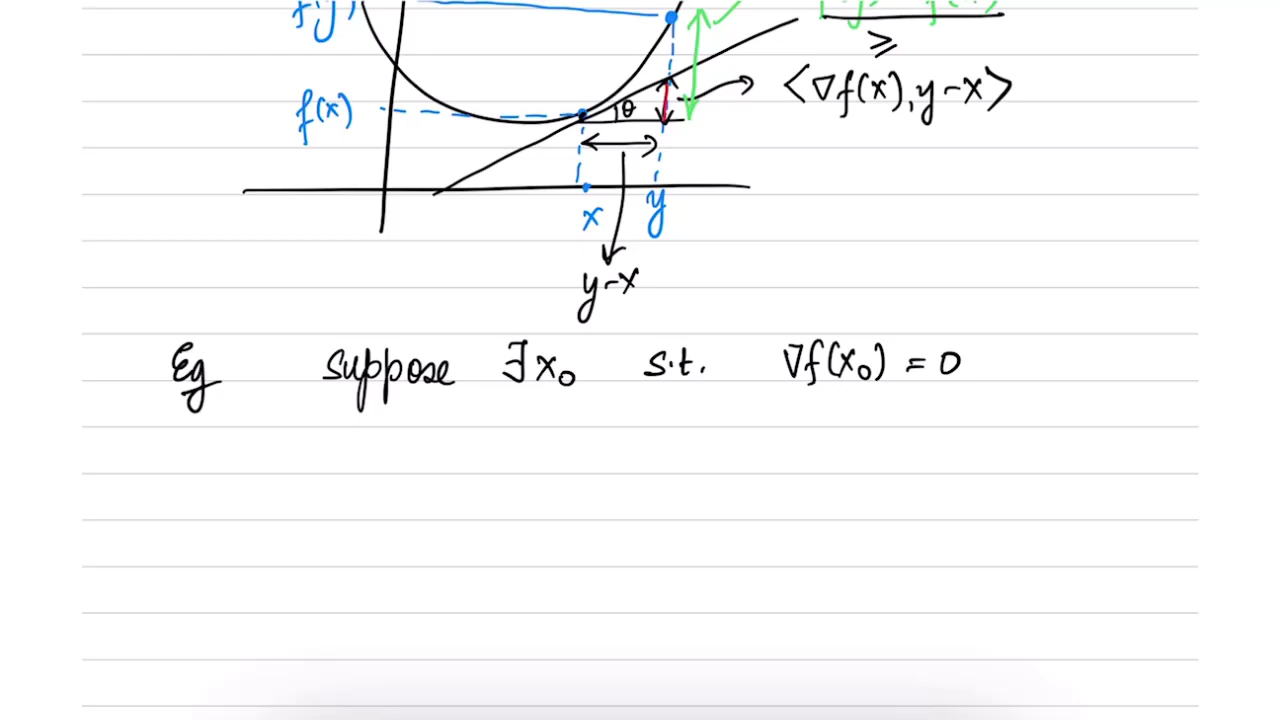 ≥
⟨∇f(x), y-x⟩
f(x)
θ
x
y
y-x
Eg suppose ∃x₀ s.t. ∇f(x₀) = 0